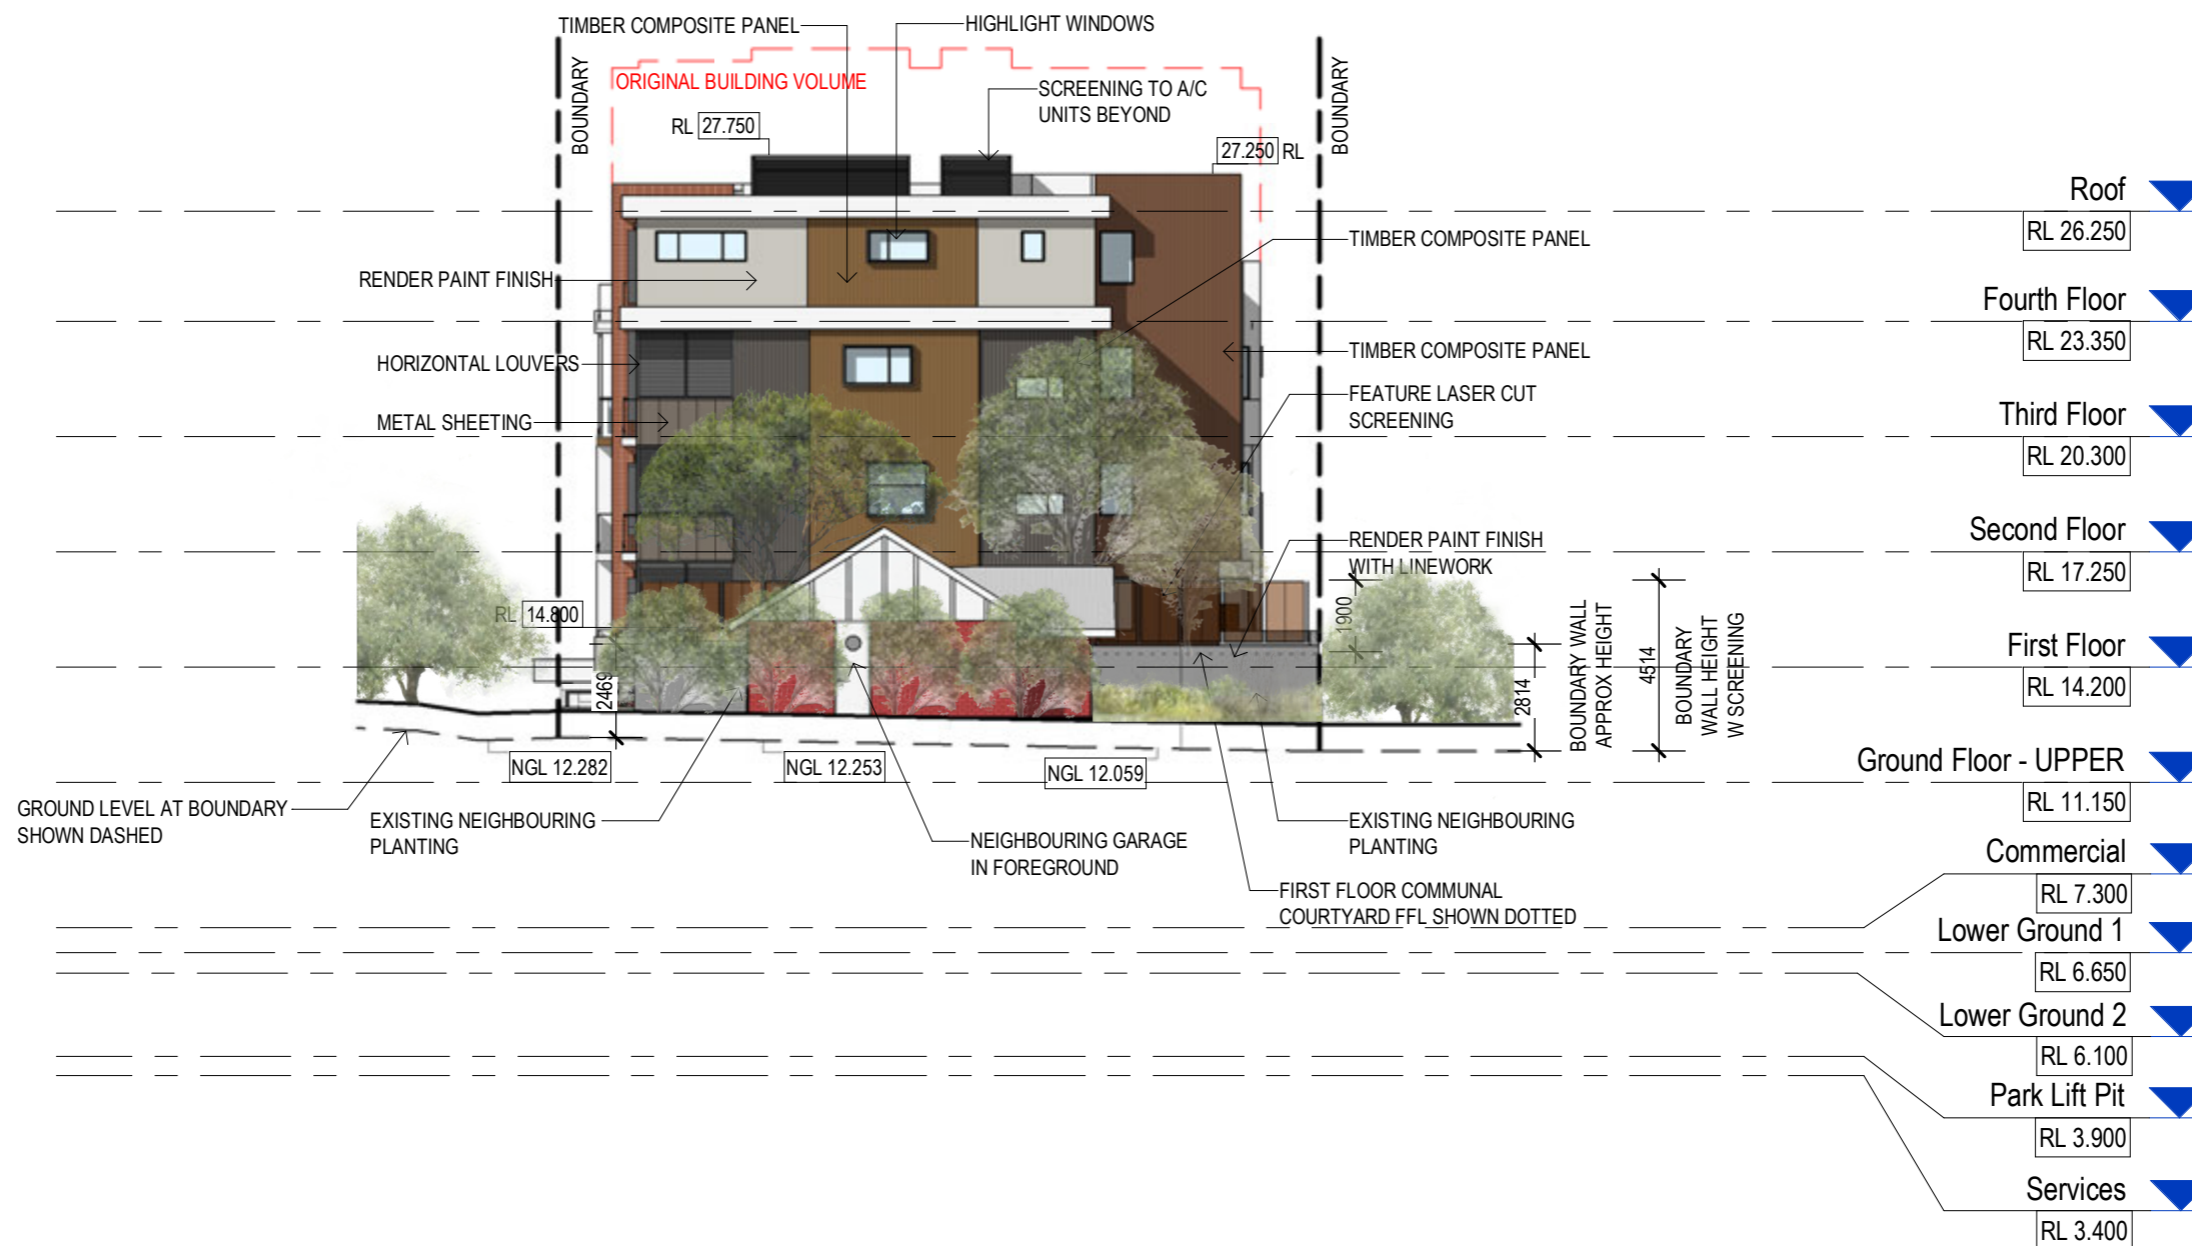 TIMBER COMPOSITE PANEL
HIGHLIGHT WINDOWS
BOUNDARY
ORIGINAL BUILDING VOLUME
SCREENING TO A/C
UNITS BEYOND
BOUNDARY
RL 27.750
27.250 RL
Roof
RL 26.250
TIMBER COMPOSITE PANEL
RENDER PAINT FINISH
Fourth Floor
RL 23.350
HORIZONTAL LOUVERS
TIMBER COMPOSITE PANEL
FEATURE LASER CUT
SCREENING
METAL SHEETING
Third Floor
RL 20.300
Second Floor
RL 17.250
RENDER PAINT FINISH
WITH LINEWORK
RL 14.800
1900
2469
2814
BOUNDARY WALL
APPROX HEIGHT
4514
BOUNDARY
WALL HEIGHT
W SCREENING
First Floor
RL 14.200
NGL 12.282
NGL 12.253
NGL 12.059
Ground Floor - UPPER
RL 11.150
GROUND LEVEL AT BOUNDARY
SHOWN DASHED
EXISTING NEIGHBOURING
PLANTING
NEIGHBOURING GARAGE
IN FOREGROUND
EXISTING NEIGHBOURING
PLANTING
FIRST FLOOR COMMUNAL
COURTYARD FFL SHOWN DOTTED
Commercial
RL 7.300
Lower Ground 1
RL 6.650
Lower Ground 2
RL 6.100
Park Lift Pit
RL 3.900
Services
RL 3.400